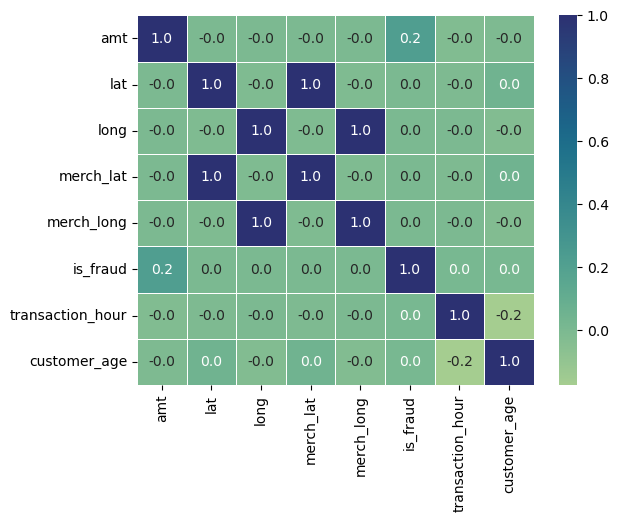 amt 1.0 -0.0 -0.0 -0.0 -0.0 0.2 -0.0 -0.0
lat -0.0 1.0 -0.0 1.0 -0.0 0.0 -0.0 0.0
long -0.0 -0.0 1.0 -0.0 1.0 0.0 -0.0 -0.0
merch_lat -0.0 1.0 -0.0 1.0 -0.0 0.0 -0.0 0.0
merch_long -0.0 -0.0 1.0 -0.0 1.0 0.0 -0.0 -0.0
is_fraud 0.2 0.0 0.0 0.0 0.0 1.0 0.0 0.0
transaction_hour -0.0 -0.0 -0.0 -0.0 -0.0 0.0 1.0 -0.2
customer_age -0.0 0.0 -0.0 0.0 -0.0 0.0 -0.2 1.0
amt
lat
long
merch_lat
merch_long
is_fraud
transaction_hour
customer_age
1.0
0.8
0.6
0.4
0.2
0.0